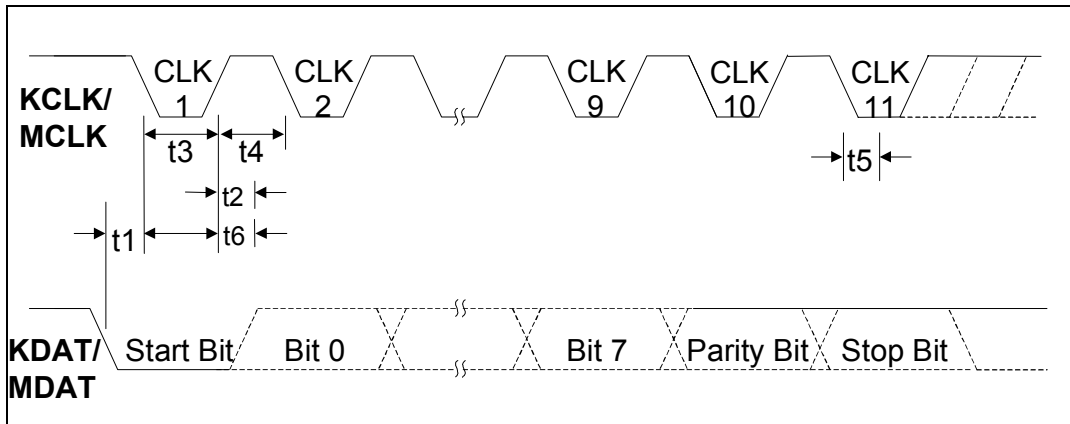 CLK CLK CLK CLK CLK
1 2 9 10 11
KCLK/
MCLK
t3 t4 t5
t2
t1 t6
KDAT/ Start Bit Bit 0 Bit 7 Parity Bit Stop Bit
MDAT